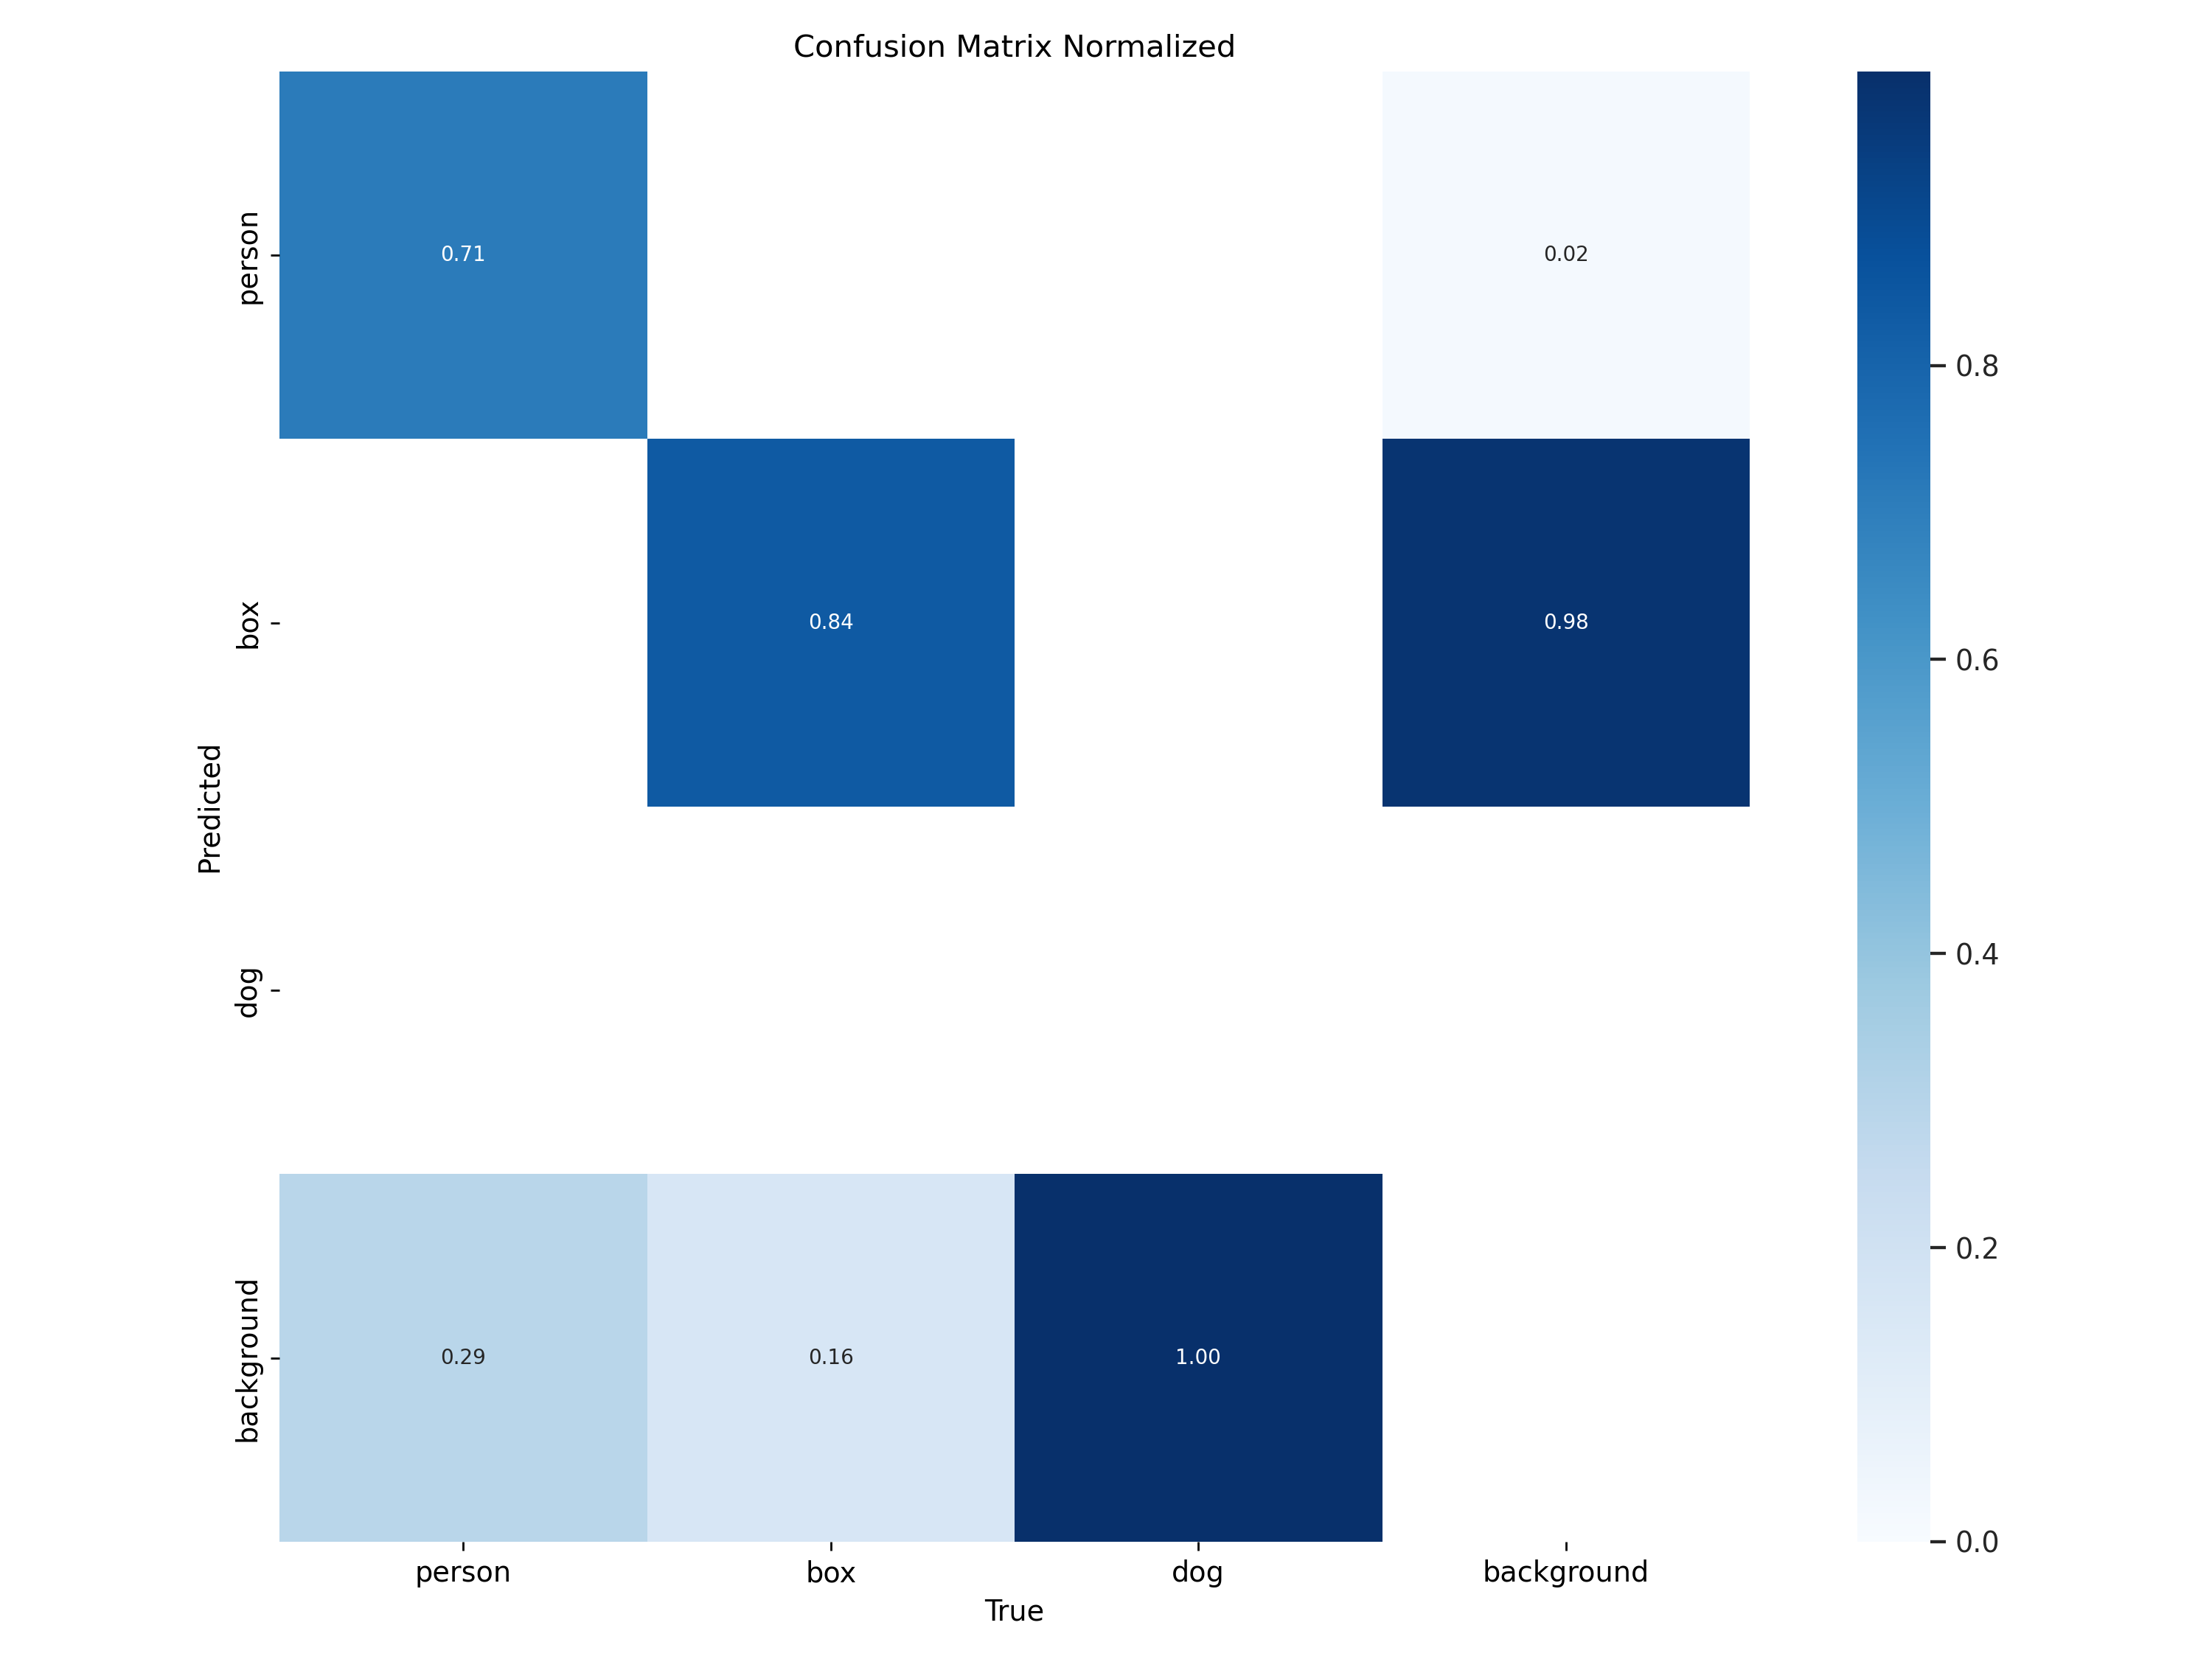 Confusion Matrix Normalized
person
0.71
0.02
box
0.84
0.98
dog
background
0.29
0.16
1.00
Predicted
person
box
dog
background
True
0.8
0.6
0.4
0.2
0.0